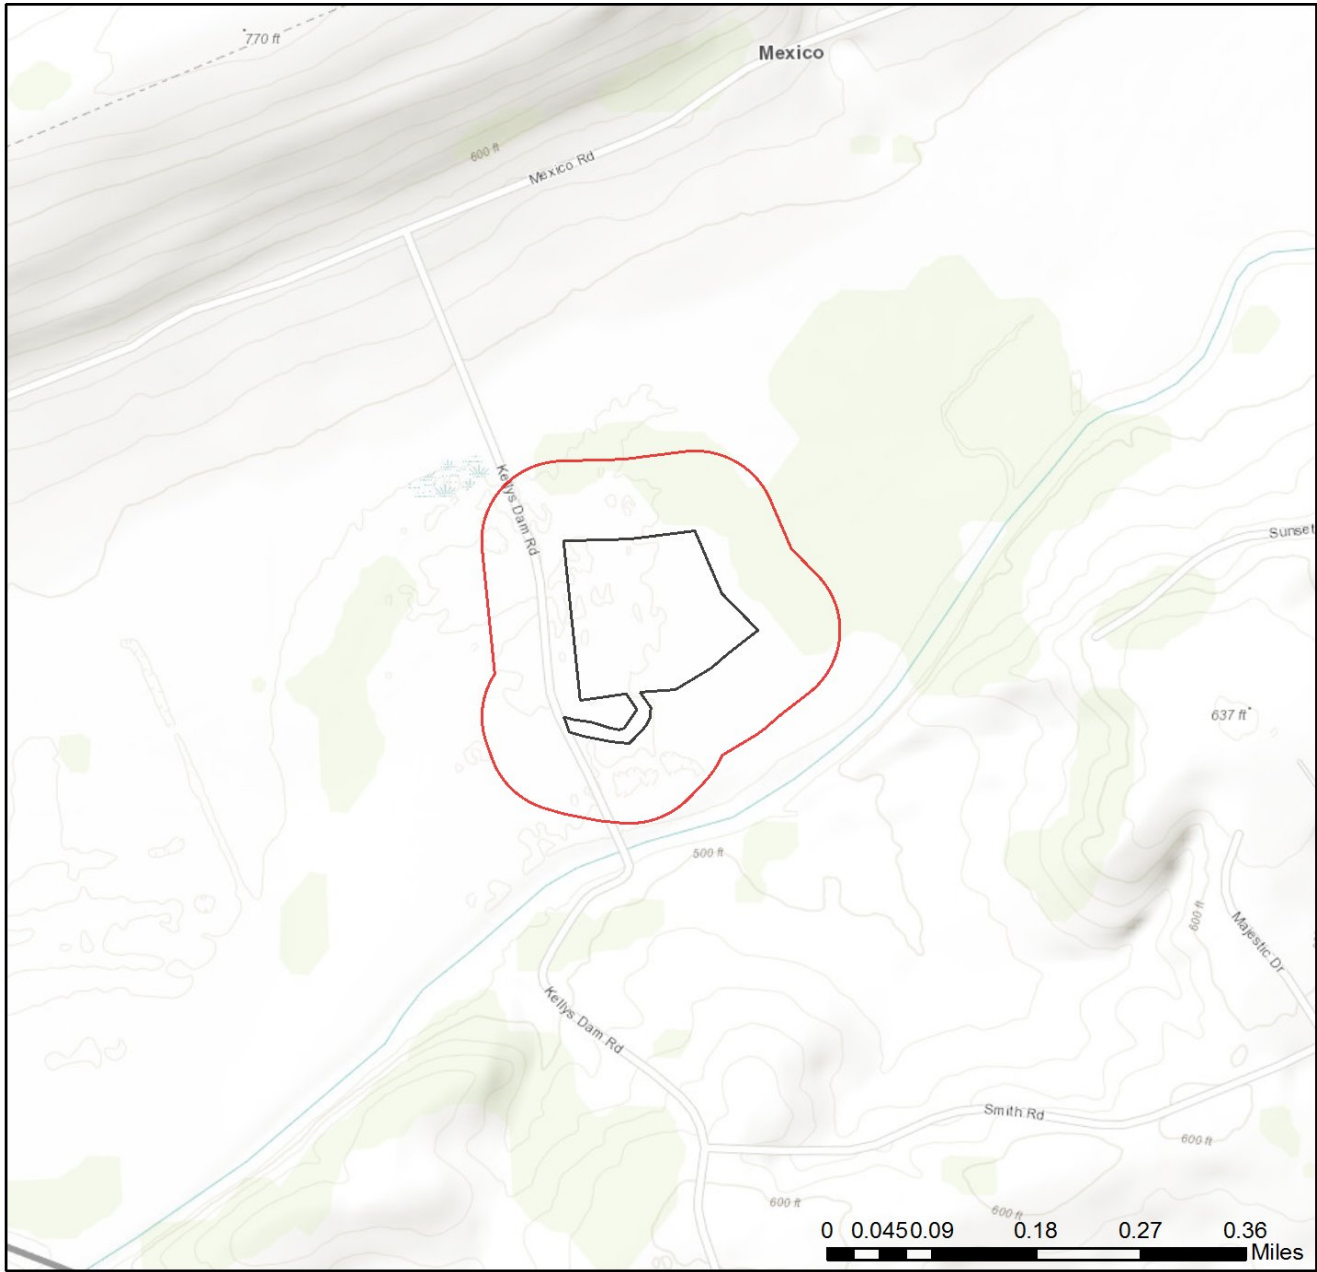 770 ft
Mexico
600 ft
Mexico Rd
Kellys Dam Rd
Sunset
637 ft
500 ft
600 ft
Majestic Dr
Kellys Dam Rd
Smith Rd
600 ft
600 ft
600 ft
0 0.045 0.09 0.18 0.27 0.36
Miles